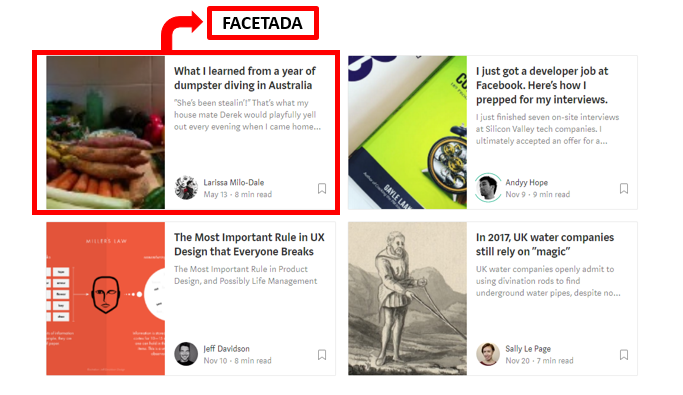 FACETADA
What I learned from a year of
dumpster diving in Australia
"She's been stealin'!" That's what my
house mate Derek would playfully yell
out every evening when I came home...
Larissa Milo-Dale
May 13 · 8 min read
I just got a developer job at
Facebook. Here's how I
prepped for my interviews.
I just finished seven on-site interviews
at Silicon Valley tech companies. I
ultimately accepted an offer for a...
GAYLE LAAK
Andyy Hope
Nov 9 · 9 min read
MILLERS LAW
The Most Important Rule in UX
Design that Everyone Breaks
The Most Important Rule in Product
Design, and Possibly Life Management
Jeff Davidson
Nov 10 · 8 min read
In 2017, UK water companies
still rely on "magic"
UK water companies openly admit to
using divination rods to find
underground water pipes, despite no...
Sally Le Page
Nov 20 · 7 min read